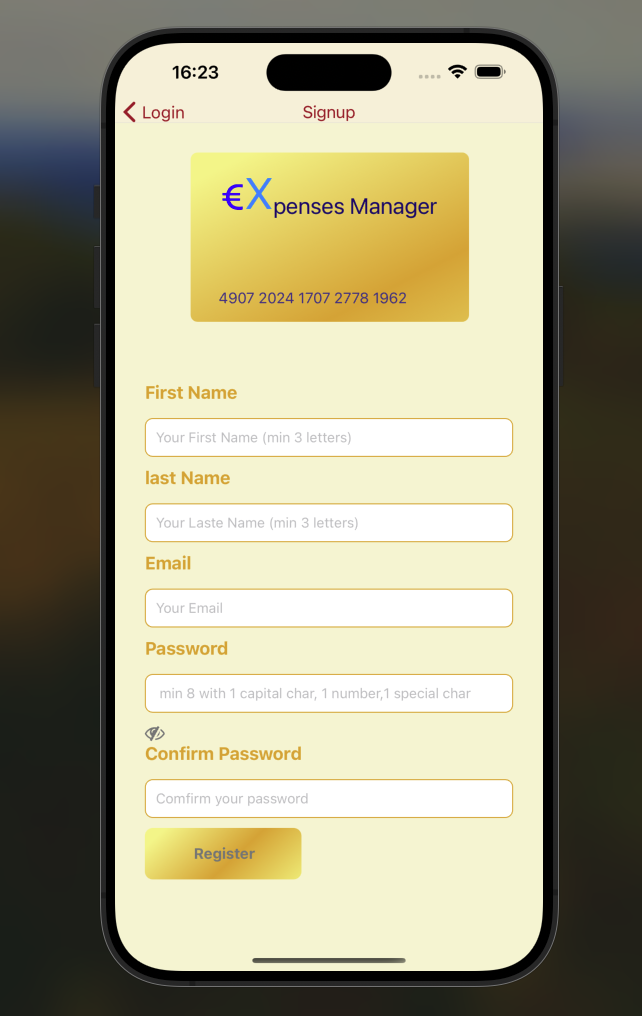 16:23
Login
Signup
€Xpenses Manager
4907 2024 1707 2778 1962
First Name
Your First Name (min 3 letters)
last Name
Your Laste Name (min 3 letters)
Email
Your Email
Password
min 8 with 1 capital char, 1 number,1 special char
Confirm Password
Comfirm your password
Register